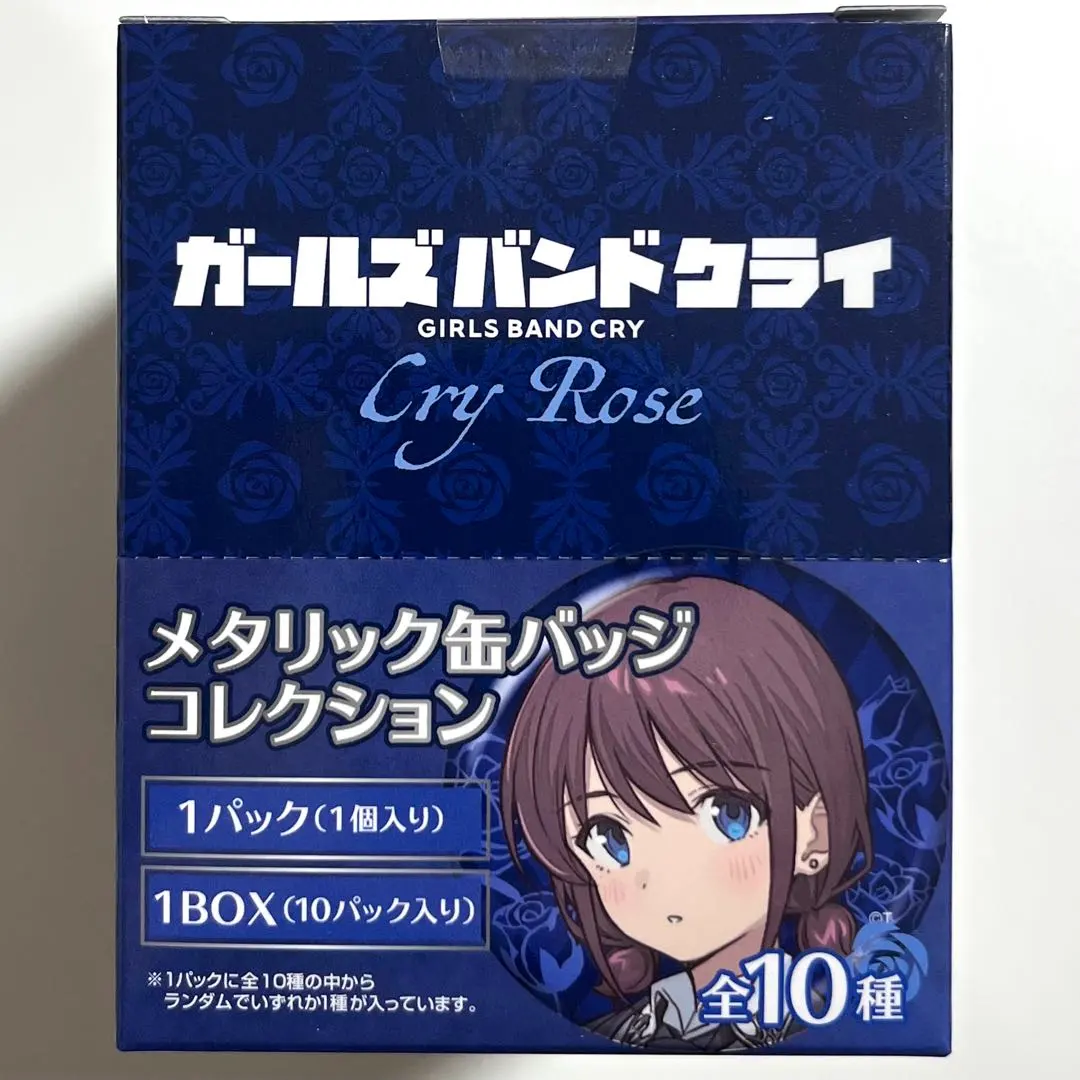 ガールズバンドクライ
GIRLS BAND CRY
Cry Rose
メタリック缶バッジ
コレクション
1パック(1個入り)
1BOX(10パック入り)
※1パックに全10種の中から
ランダムでいずれか1種が入っています。
©T
全10種